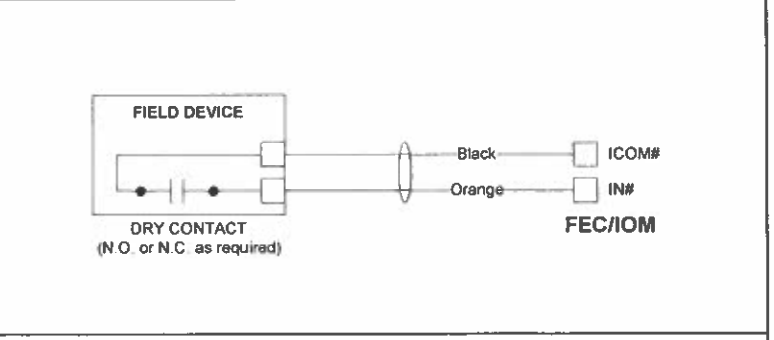 FIELD DEVICE
Black
ICOM#
Orange
IN#
DRY CONTACT
(N.O. or N.C. as required)
FEC/IOM